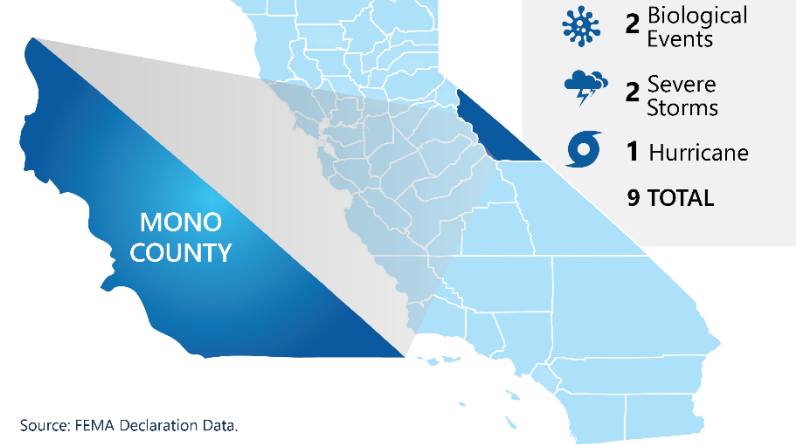 2 Biological
Events
2 Severe
Storms
1 Hurricane
9 TOTAL
MONO
COUNTY
Source: FEMA Declaration Data.